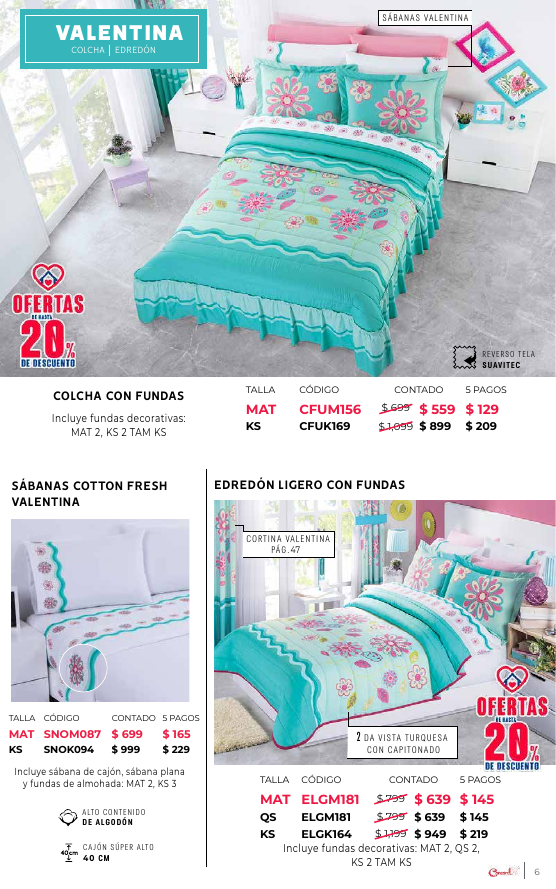 VALENTINA
COLCHA | EDREDÓN
SÁBANAS VALENTINA
OFERTAS
DE HASTA
20%
DE DESCUENTO
REVERSO TELA
SUAVITEC
COLCHA CON FUNDAS
Incluye fundas decorativas:
MAT 2, KS 2 TAM KS
TALLA CÓDIGO CONTADO 5 PAGOS
MAT CFUM156 $ 699 $ 559 $ 129
KS CFUK169 $ 1,099 $ 899 $ 209
SÁBANAS COTTON FRESH
VALENTINA
TALLA CÓDIGO CONTADO 5 PAGOS
MAT SNOM087 $ 699 $ 165
KS SNOK094 $ 999 $ 229
Incluye sábana de cajón, sábana plana
y fundas de almohada: MAT 2, KS 3
ALTO CONTENIDO
DE ALGODÓN
40cm
CAJÓN SÚPER ALTO
40 CM
EDREDÓN LIGERO CON FUNDAS
CORTINA VALENTINA
PÁG.47
OFERTAS
DE HASTA
20%
DE DESCUENTO
2 DA VISTA TURQUESA
CON CAPITONADO
TALLA CÓDIGO CONTADO 5 PAGOS
MAT ELGM181 $ 799 $ 639 $ 145
QS ELGM181 $ 799 $ 639 $ 145
KS ELGK164 $ 1,199 $ 949 $ 219
Incluye fundas decorativas: MAT 2, QS 2,
KS 2 TAM KS
6